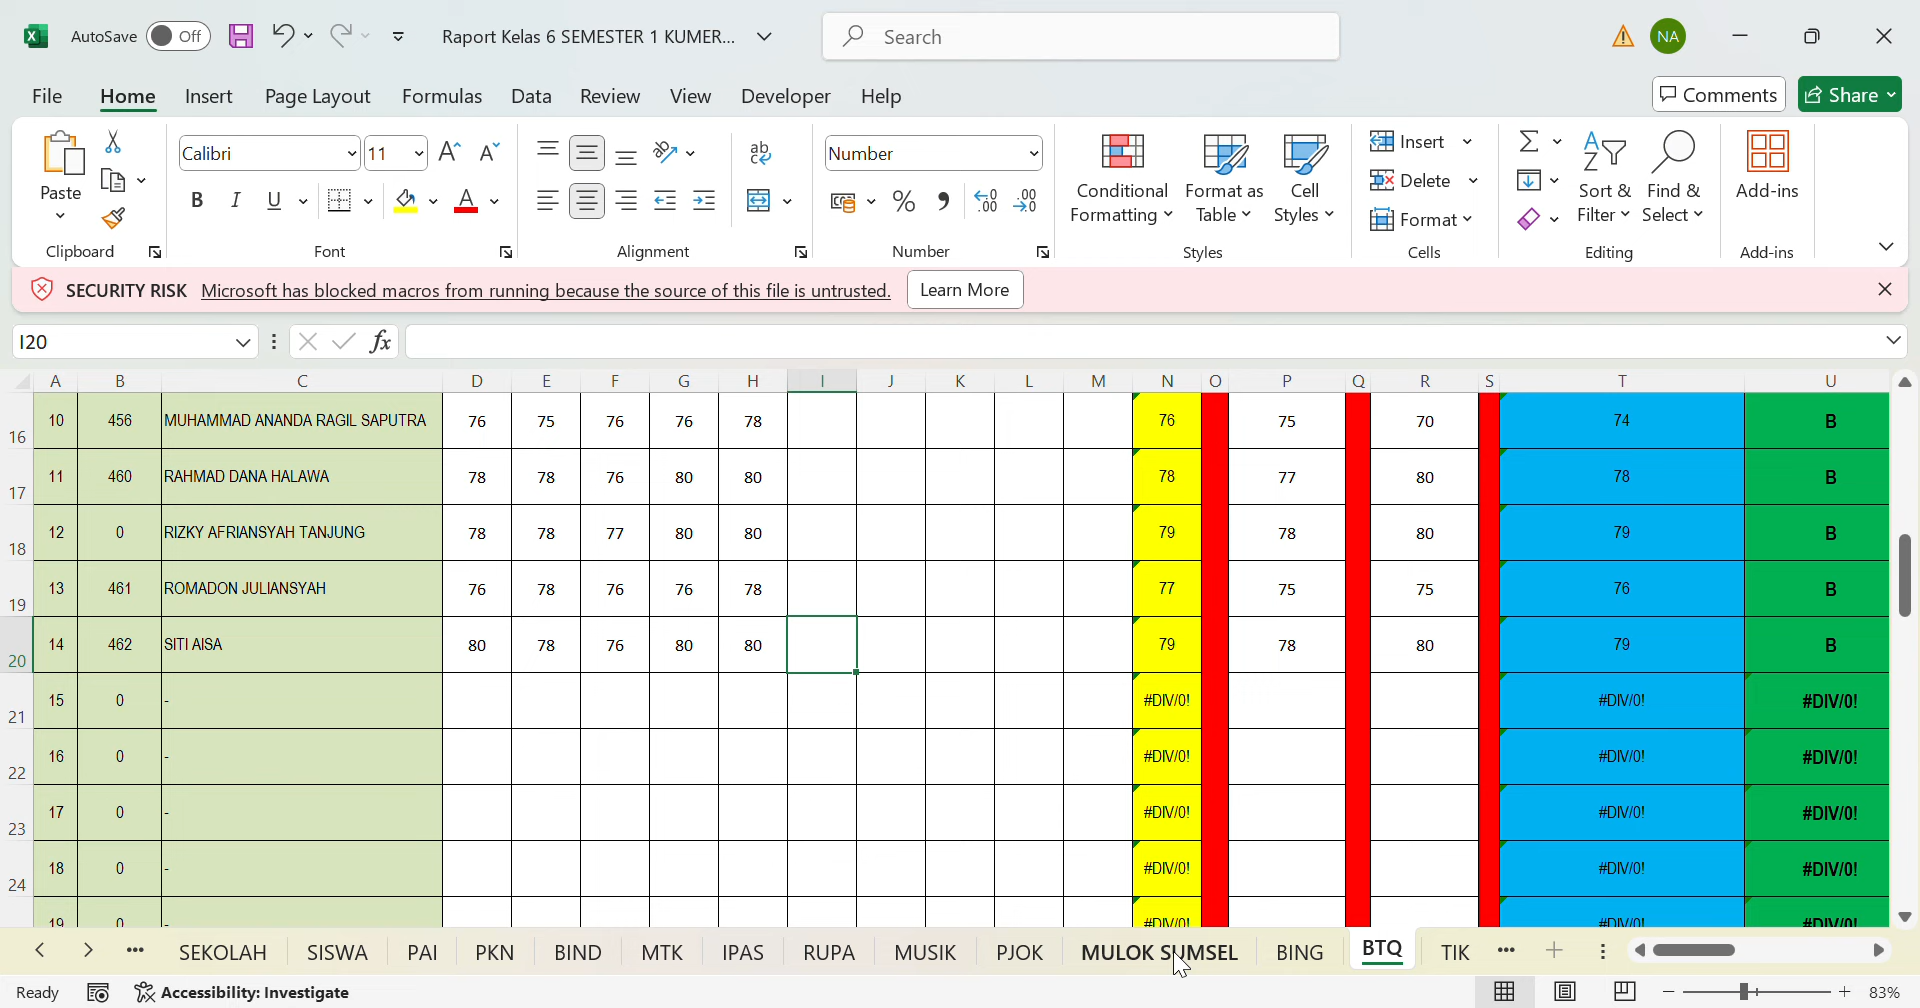 AutoSave Off Raport Kelas 6 SEMESTER 1 KUMER... Search NA
File Home Insert Page Layout Formulas Data Review View Developer Help Comments Share
Paste Calibri 11 Number Conditional Formatting Format as Table Cell Styles Insert Delete Format Sort & Filter Find & Select Add-ins
Clipboard Font Alignment Number Styles Cells Editing Add-ins
SECURITY RISK Microsoft has blocked macros from running because the source of this file is untrusted. Learn More
I20 fx
A B C D E F G H I J K L M N O P Q R S T U
16 10 456 MUHAMMAD ANANDA RAGIL SAPUTRA 76 75 76 76 78 76 75 70 74 B
17 11 460 RAHMAD DANA HALAWA 78 78 76 80 80 78 77 80 78 B
18 12 0 RIZKY AFRIANSYAH TANJUNG 78 78 77 80 80 79 78 80 79 B
19 13 461 ROMADON JULIANSYAH 76 78 76 76 78 77 75 75 76 B
20 14 462 SITI AISA 80 78 76 80 80 79 78 80 79 B
21 15 0 - #DIV/0! #DIV/0! #DIV/0!
22 16 0 - #DIV/0! #DIV/0! #DIV/0!
23 17 0 - #DIV/0! #DIV/0! #DIV/0!
24 18 0 - #DIV/0! #DIV/0! #DIV/0!
19 0 - #DIV/0! #DIV/0! #DIV/0!
SEKOLAH SISWA PAI PKN BIND MTK IPAS RUPA MUSIK PJOK MULOK SUMSEL BING BTQ TIK
Ready Accessibility: Investigate 83%